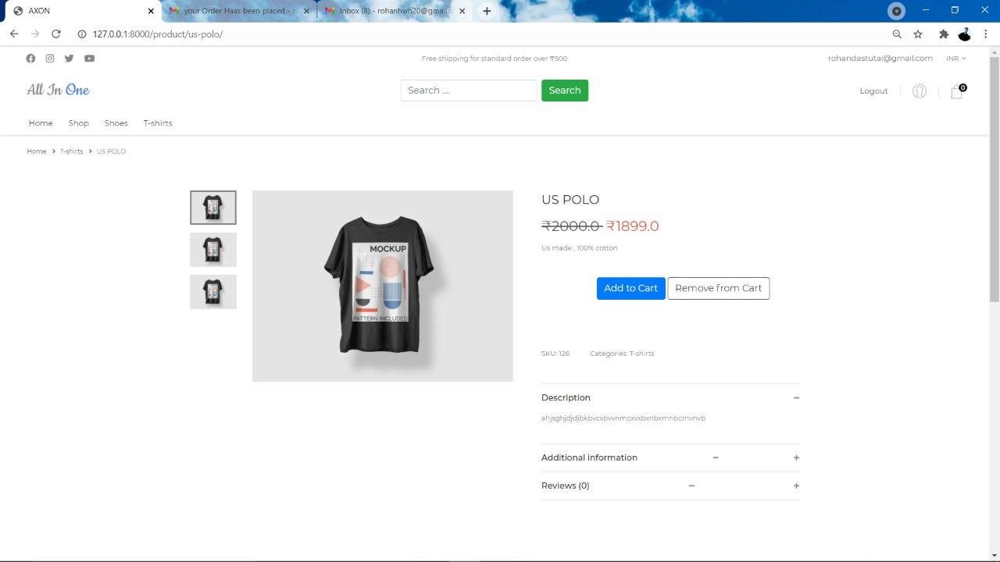 AXON
your Order Haas been placed - r
Inbox (8) - rohanhwh20@gmail.c
127.0.0.1:8000/product/us-polo/
Free shipping for standard order over ₹500
rohandastutai@gmail.com
INR
All In One
Search ....
Search
Logout
0
Home Shop Shoes T-shirts
Home > T-shirts > US POLO
US POLO
₹2000.0 ₹1899.0
Us made , 100% cotton
MOCKUP
PATTERN INCLUDED
Add to Cart
Remove from Cart
SKU: 126
Categories: T-shirts
Description
ahjsghjdjdjbkbvcxbvvnmcxvxbxnbxmnbcmvnvb
Additional information
Reviews (0)